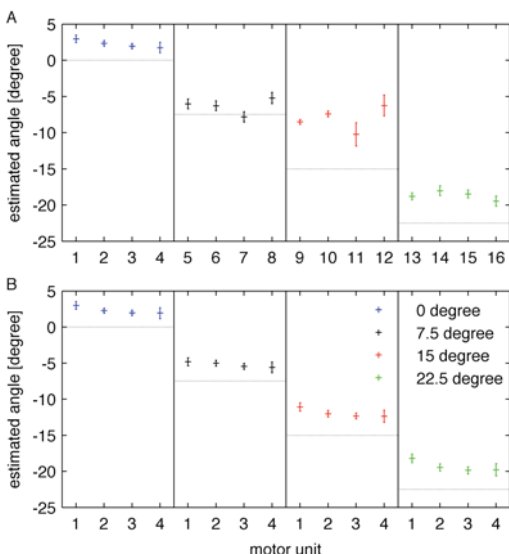 A
estimated angle [degree]
5
0
-5
-10
-15
-20
-25
1 2 3 4 5 6 7 8 9 10 11 12 13 14 15 16
B
estimated angle [degree]
5
0
-5
-10
-15
-20
-25
0 degree
7.5 degree
15 degree
22.5 degree
1 2 3 4 1 2 3 4 1 2 3 4 1 2 3 4
motor unit